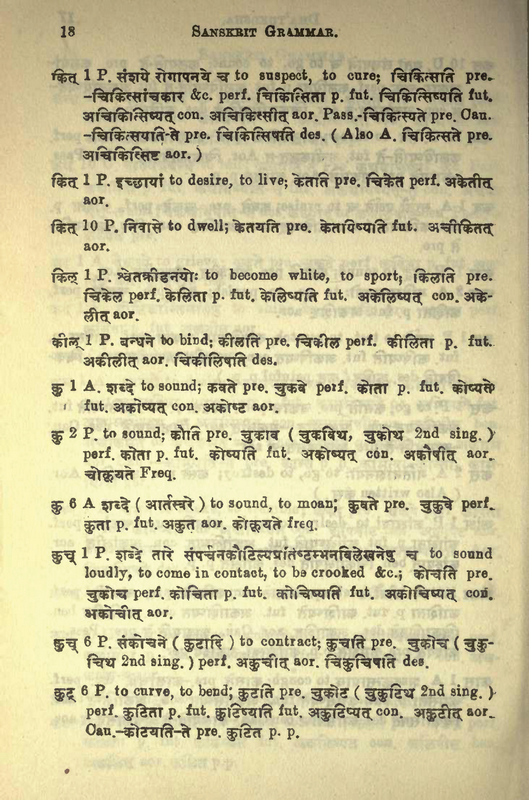 18 SANSKRIT GRAMMAR.
कित् 1 P. संशये रोगापनये च to suspect, to cure; चिकित्सति pre.
–चिकित्सांचकार &c. perf. चिकित्सिता p. fut. चिकित्सिष्यति fut.
अचिकित्सिष्यत् con. अचिकित्सीत् aor. Pass.-चिकित्स्यते pre. Cau.
–चिकित्सयति-ते pre. चिकित्सिषति des. ( Also A. चिकित्सते pre.
अचिकित्सिष्ट aor. )
कित् 1 P. इच्छायां to desire, to live; केतति pre. चिकेत perf. अकेतीत्
aor.
कित् 10 P. निवासे to dwell; केतयति pre. केतयिष्यति fut. अचीकितत्
aor.
किल् 1 P. श्वेतक्रीडनयोः to become white, to sport; किलति pre.
चिकेल perf. केलिता p. fut. केलिष्यति fut. अकेलिष्यत् con. अके-
लीत् aor.
कील् 1 P. बन्धने to bind; कीलति pre. चिकील perf. कीलिता p. fut.
अकीलीत् aor. चिकीलिषति des.
कु 1 A. शब्दे to sound; कवते pre. चुकुवे perf. कोता p. fut. कोष्यते
fut. अकोष्यत् con. अकोष्ट aor.
कु 2 P. to sound; कौति pre. चुकाव ( चुकविथ, चुकोथ 2nd sing. )
perf. कोता p. fut. कोष्यति fut. अकोष्यत् con. अकौषीत् aor.
चोकूयते Freq.
कु 6 A शब्दे ( आर्तस्वरे ) to sound, to moan; कुवते pre. चुकुवे perf.
कुता p. fut. अकुत aor. कोकूयते freq.
कुच् 1 P. शब्दे तारे संपर्चनकौटिल्यप्रतिष्टम्भनविलेखनेषु च to sound
loudly, to come in contact, to be crooked &c.; कोचति pre.
चुकोच perf. कोचिता p. fut. कोचिष्यति fut. अकोचिष्यत् con.
अकोचीत् aor.
कुच् 6 P. संकोचने ( कुटादि ) to contract; कुचति pre. चुकोच ( चुकु-
चिथ 2nd sing. ) perf. अकुचीत् aor. चिकुचिषति des.
कुट् 6 P. to curve, to bend; कुटति pre. चुकोट ( चुकुटिथ 2nd sing. )
perf. कुटिता p. fut. कुटिष्यति fut. अकुटिष्यत् con. अकुटीत् aor.
Cau.-कोटयति-ते pre. कुटित p. p.